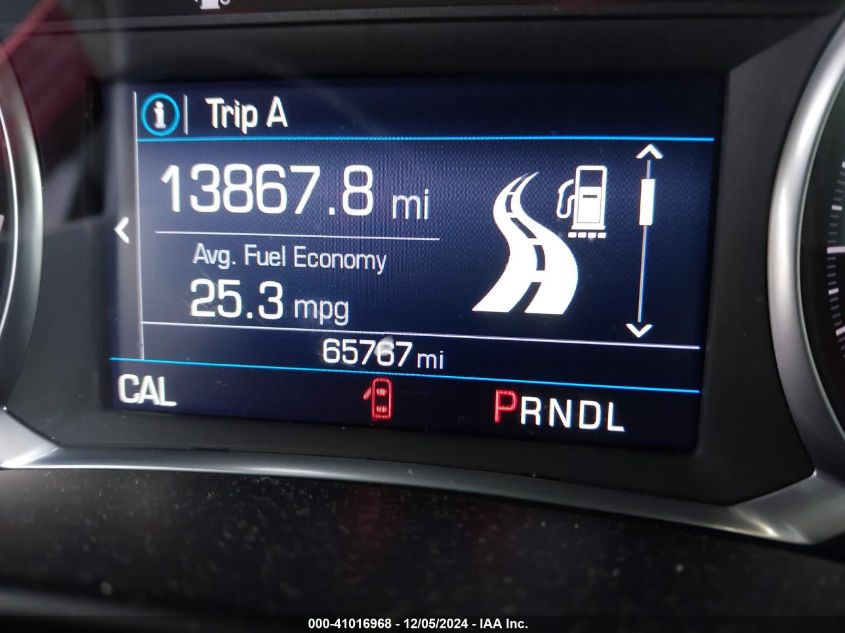 Trip A
13867.8 mi
Avg. Fuel Economy
25.3 mpg
65767 mi
CAL PRNDL
000-41016968 - 12/05/2024 - IAA Inc.